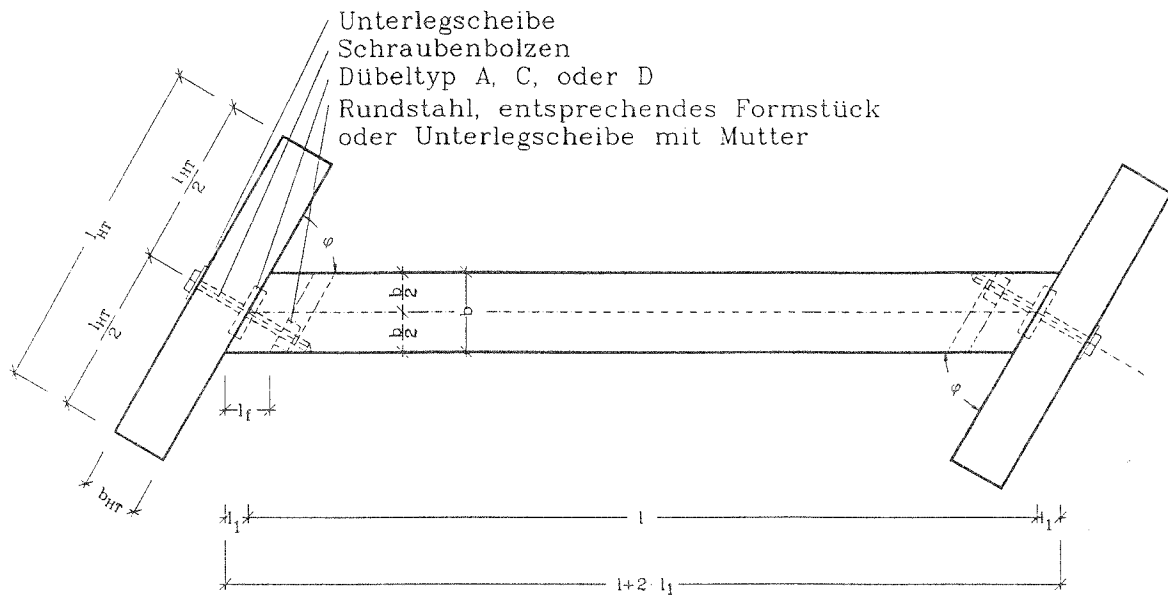 Unterlegscheibe
Schraubenbolzen
Dübeltyp A, C, oder D
Rundstahl, entsprechendes Formstück
oder Unterlegscheibe mit Mutter
l_HT
l_HT/2
l_HT/2
b_HT
φ
b/2
b/2
b
φ
l_f
l_1
l
l_1
l+2·l_1